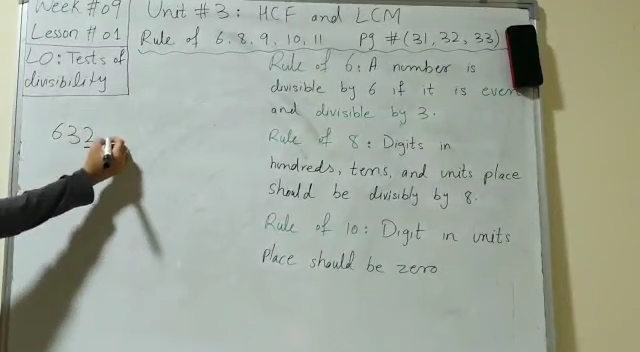 Week #09
Lesson #01
LO: Tests of
divisibility
Unit #3: HCF and LCM
Rule of 6, 8, 9, 10, 11 Pg #(31, 32, 33)
Rule of 6: A number is
divisible by 6 if it is even
and divisible by 3.
Rule of 8: Digits in
hundreds, tens, and units place
should be divisibly by 8.
Rule of 10: Digit in units
place should be zero
632